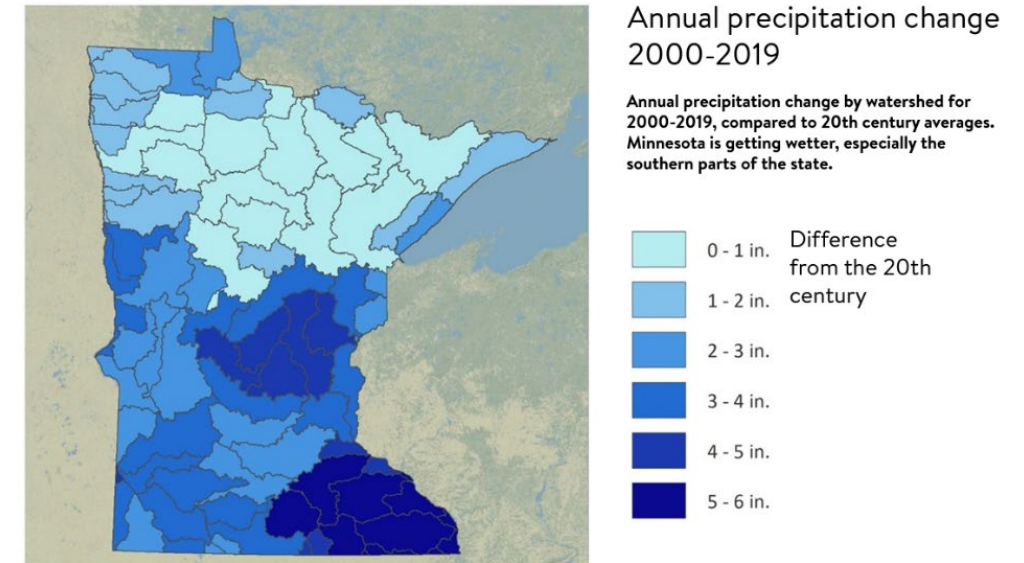 Annual precipitation change
2000-2019
Annual precipitation change by watershed for
2000-2019, compared to 20th century averages.
Minnesota is getting wetter, especially the
southern parts of the state.
0 - 1 in.
1 - 2 in.
2 - 3 in.
3 - 4 in.
4 - 5 in.
5 - 6 in.
Difference
from the 20th
century